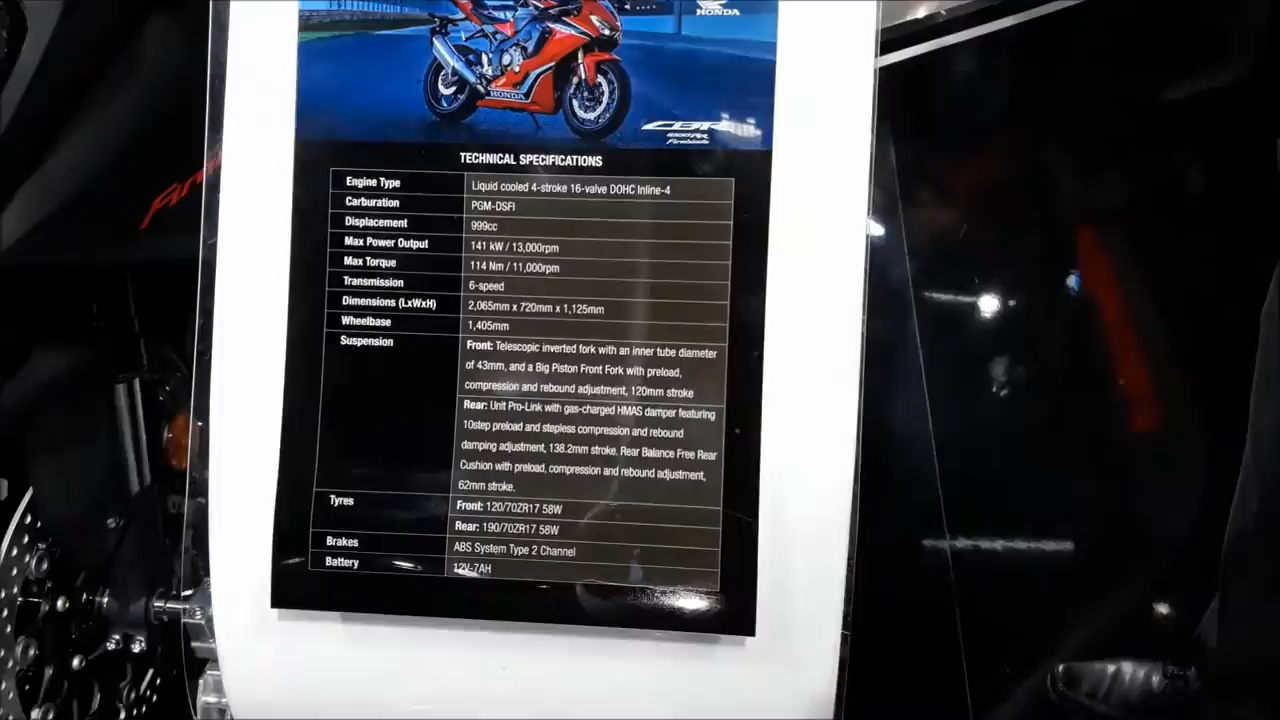 HONDA
HONDA
CBR
Fireblade
TECHNICAL SPECIFICATIONS
Engine Type Liquid cooled 4-stroke 16-valve DOHC Inline-4
Carburation PGM-DSFI
Displacement 999cc
Max Power Output 141 kW / 13,000rpm
Max Torque 114 Nm / 11,000rpm
Transmission 6-speed
Dimensions (LxWxH) 2,065mm x 720mm x 1,125mm
Wheelbase 1,405mm
Suspension Front: Telescopic inverted fork with an inner tube diameter
of 43mm, and a Big Piston Front Fork with preload,
compression and rebound adjustment, 120mm stroke
Rear: Unit Pro-Link with gas-charged HMAS damper featuring
10step preload and stepless compression and rebound
damping adjustment, 138.2mm stroke. Rear Balance Free Rear
Cushion with preload, compression and rebound adjustment,
62mm stroke.
Tyres Front: 120/70ZR17 58W
Rear: 190/70ZR17 58W
Brakes ABS System Type 2 Channel
Battery 12V-7AH